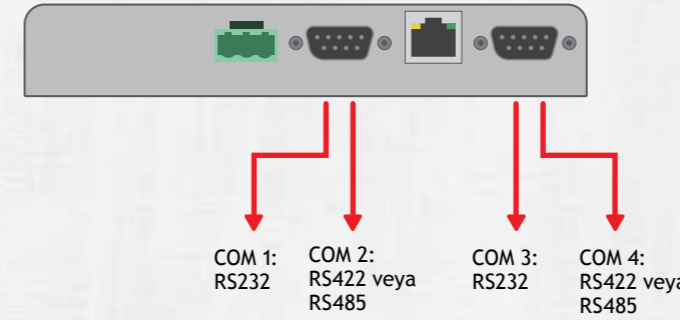 COM 1:
RS232
COM 2:
RS422 veya
RS485
COM 3:
RS232
COM 4:
RS422 veya
RS485